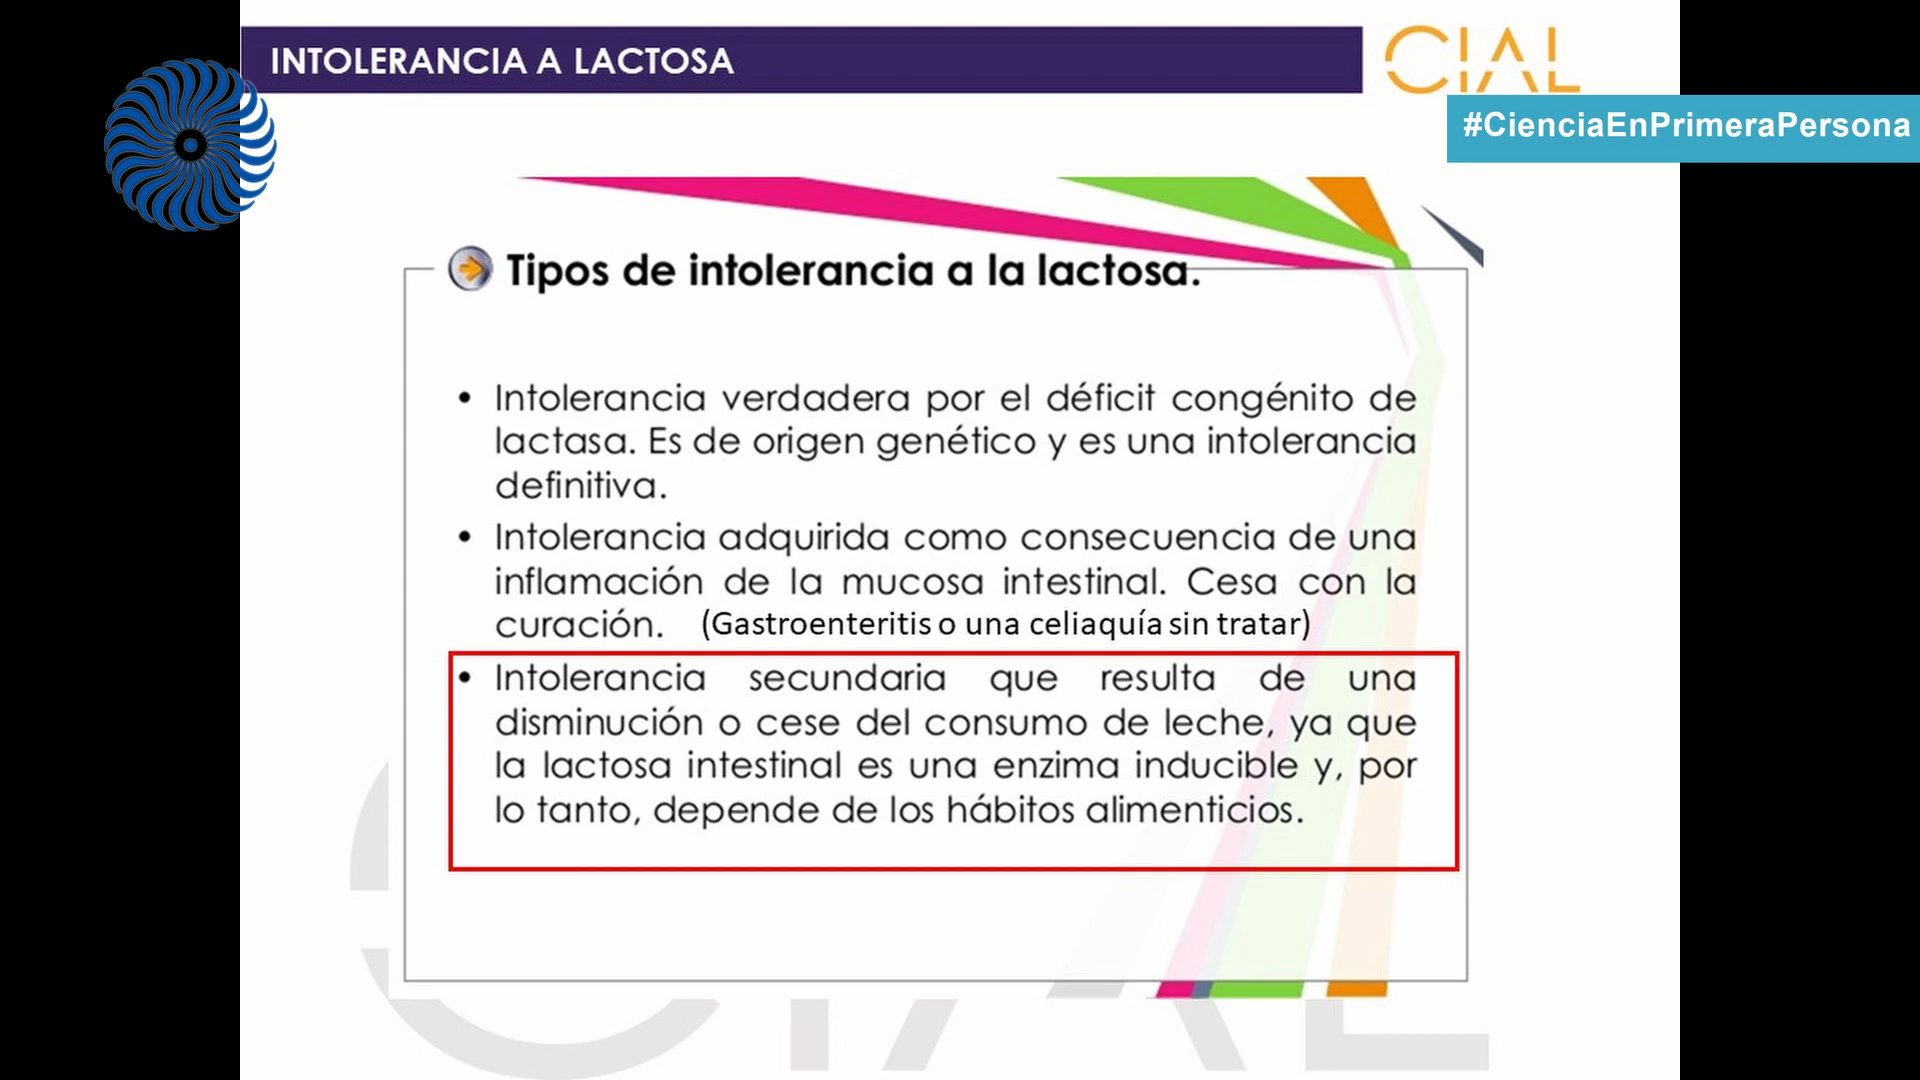 INTOLERANCIA A LACTOSA
CIAL
#CienciaEnPrimeraPersona
Tipos de intolerancia a la lactosa.
• Intolerancia verdadera por el déficit congénito de
lactasa. Es de origen genético y es una intolerancia
definitiva.
• Intolerancia adquirida como consecuencia de una
inflamación de la mucosa intestinal. Cesa con la
curación. (Gastroenteritis o una celiaquía sin tratar)
• Intolerancia secundaria que resulta de una
disminución o cese del consumo de leche, ya que
la lactosa intestinal es una enzima inducible y, por
lo tanto, depende de los hábitos alimenticios.
CIAL